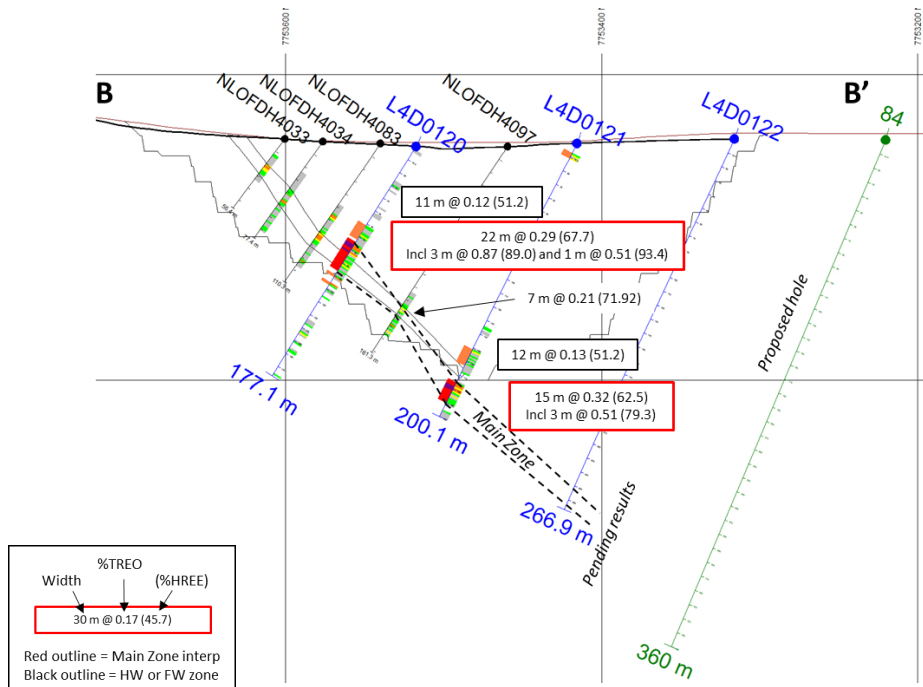 7753600
7753400
7753200
B
B’
NLOFDH4033
NLOFDH4034
NLOFDH4083
L4D0120
NLOFDH4097
L4D0121
L4D0122
84
11 m @ 0.12 (51.2)
22 m @ 0.29 (67.7)
Incl 3 m @ 0.87 (89.0) and 1 m @ 0.51 (93.4)
7 m @ 0.21 (71.92)
12 m @ 0.13 (51.2)
15 m @ 0.32 (62.5)
Incl 3 m @ 0.51 (79.3)
177.1 m
200.1 m
266.9 m
360 m
Main Zone
Pending results
Proposed hole
%TREO
Width
(%HREE)
30 m @ 0.17 (45.7)
Red outline = Main Zone interp
Black outline = HW or FW zone